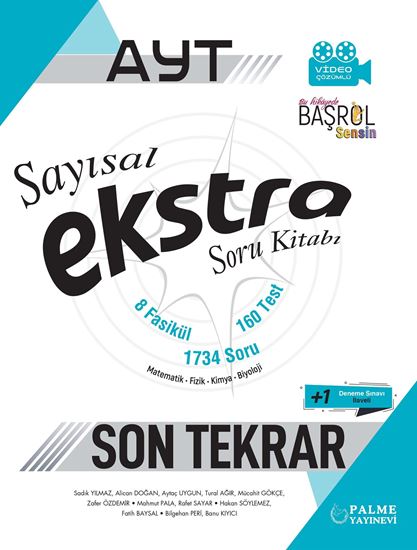 AYT
VİDEO
ÇÖZÜMLÜ
Bu hikayede
BAŞROL
Sensin
Sayısal
ekstra
Soru Kitabı
8 Fasikül
160 Test
1734 Soru
Matematik • Fizik • Kimya • Biyoloji
+1 Deneme Sınavı
İlaveli
SON TEKRAR
Sadık YILMAZ, Alican DOĞAN, Aytaç UYGUN, Tural AĞIR, Mücahit GÖKÇE,
Zafer ÖZDEMİR • Mahmut PALA, Rafet SAYAR • Hakan SÖYLEMEZ,
Fatih BAYSAL • Bilgehan PERİ, Banu KIYICI
PALME
YAYINEVİ